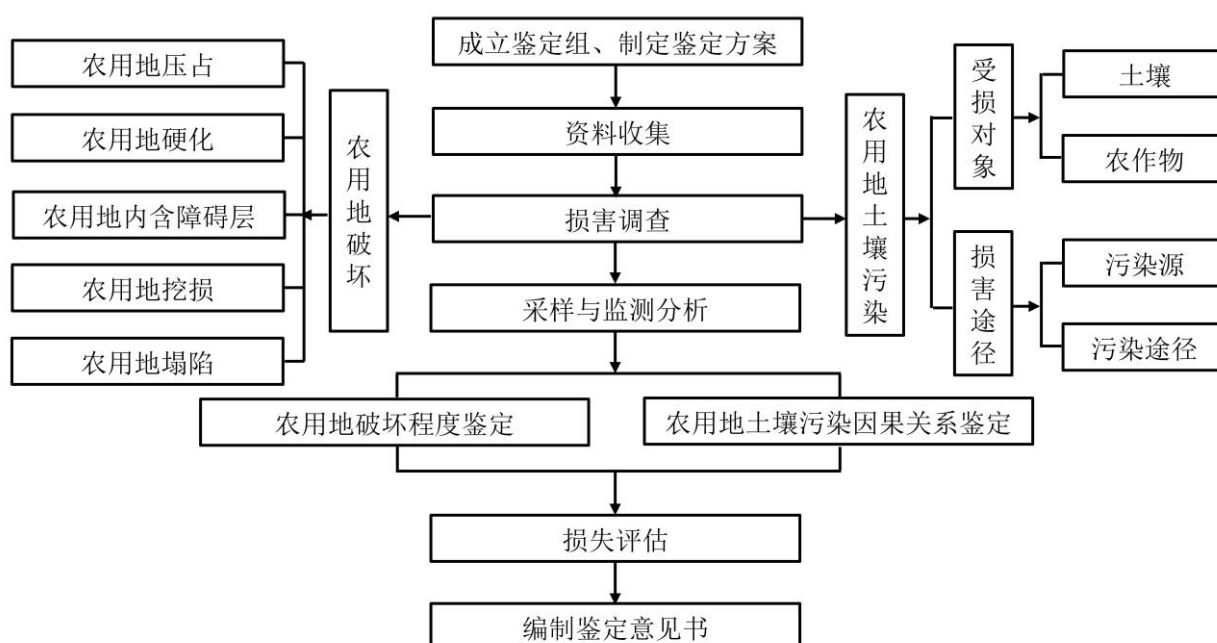 成立鉴定组、制定鉴定方案
资料收集
损害调查
采样与监测分析
农用地破坏
农用地压占
农用地硬化
农用地内含障碍层
农用地挖损
农用地塌陷
农用地土壤污染
受损对象
土壤
农作物
损害途径
污染源
污染途径
农用地破坏程度鉴定
农用地土壤污染因果关系鉴定
损失评估
编制鉴定意见书